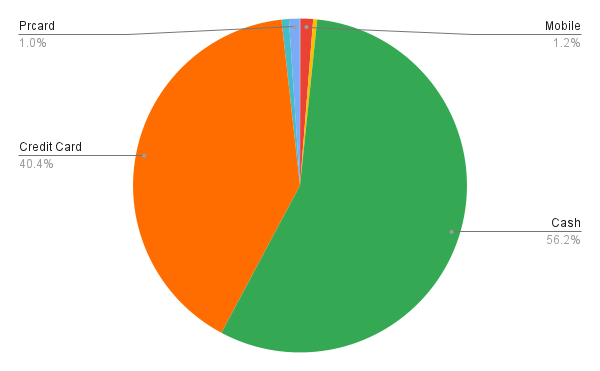 Prcard
1.0%
Mobile
1.2%
Credit Card
40.4%
Cash
56.2%